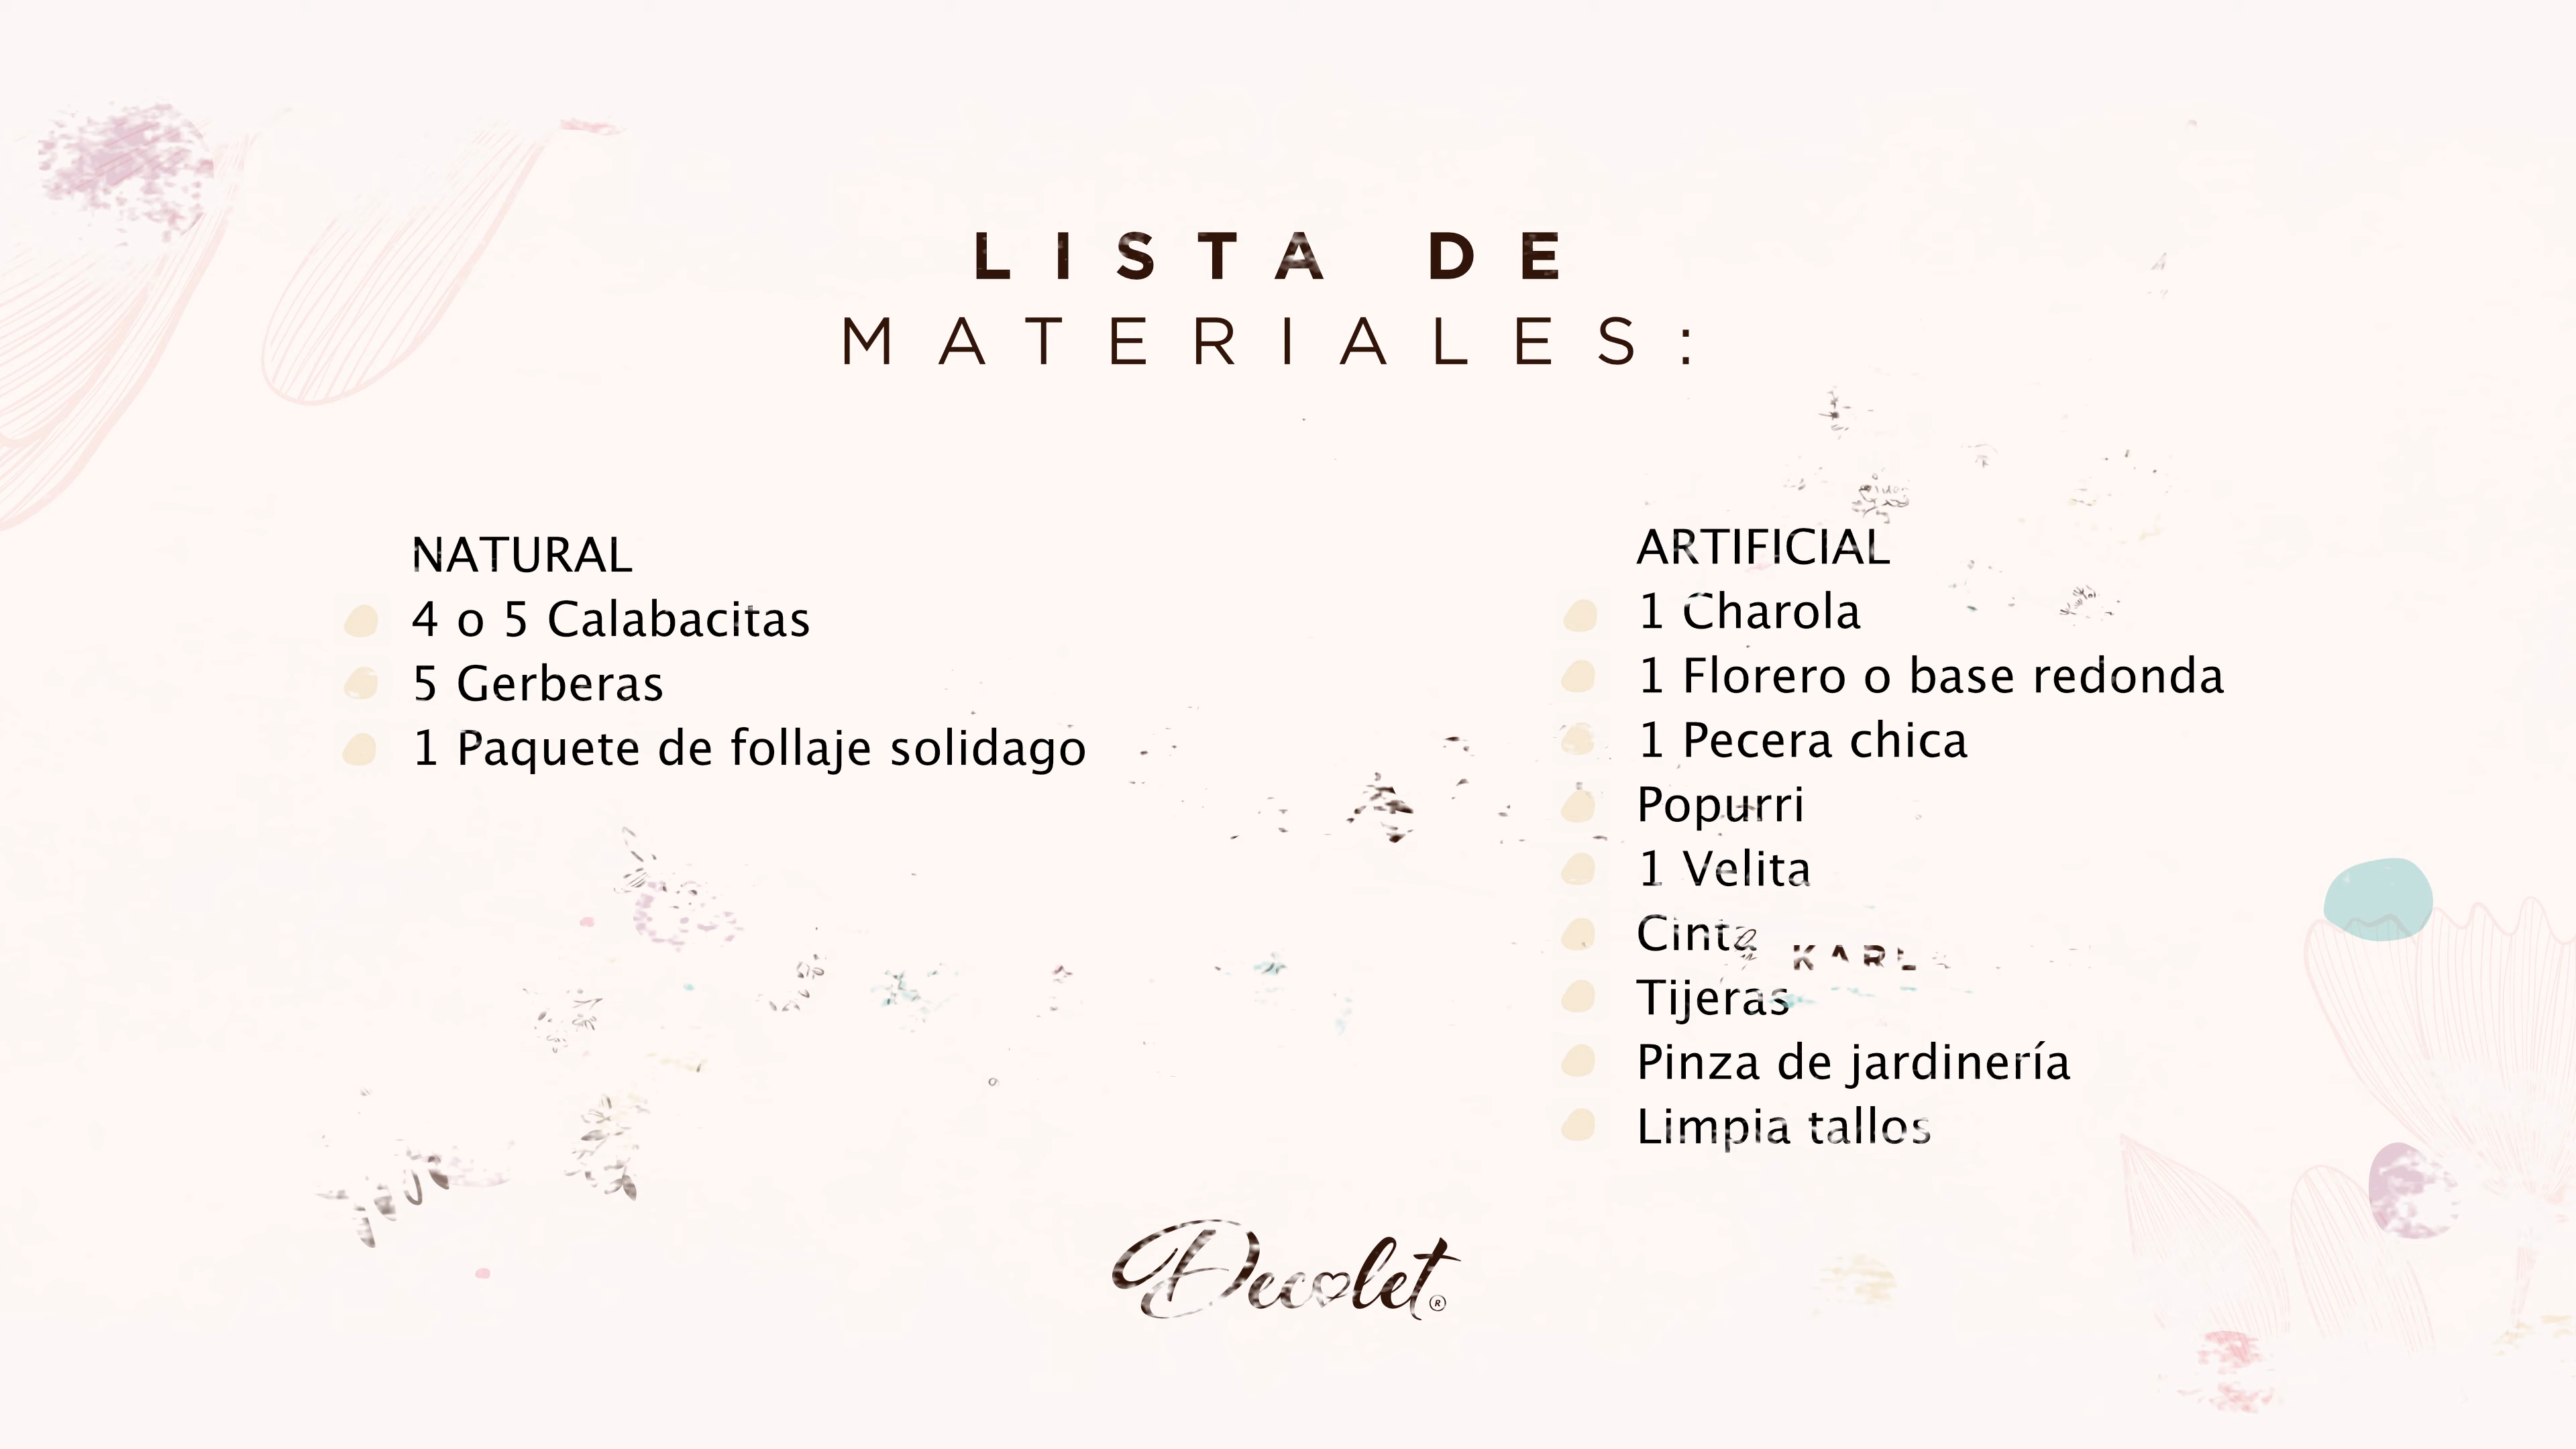 LISTA DE
MATERIALES:
NATURAL
4 o 5 Calabacitas
5 Gerberas
1 Paquete de follaje solidago
ARTIFICIAL
1 Charola
1 Florero o base redonda
1 Pecera chica
Popurri
1 Velita
Cinta
Tijeras
Pinza de jardinería
Limpia tallos
Decolet®